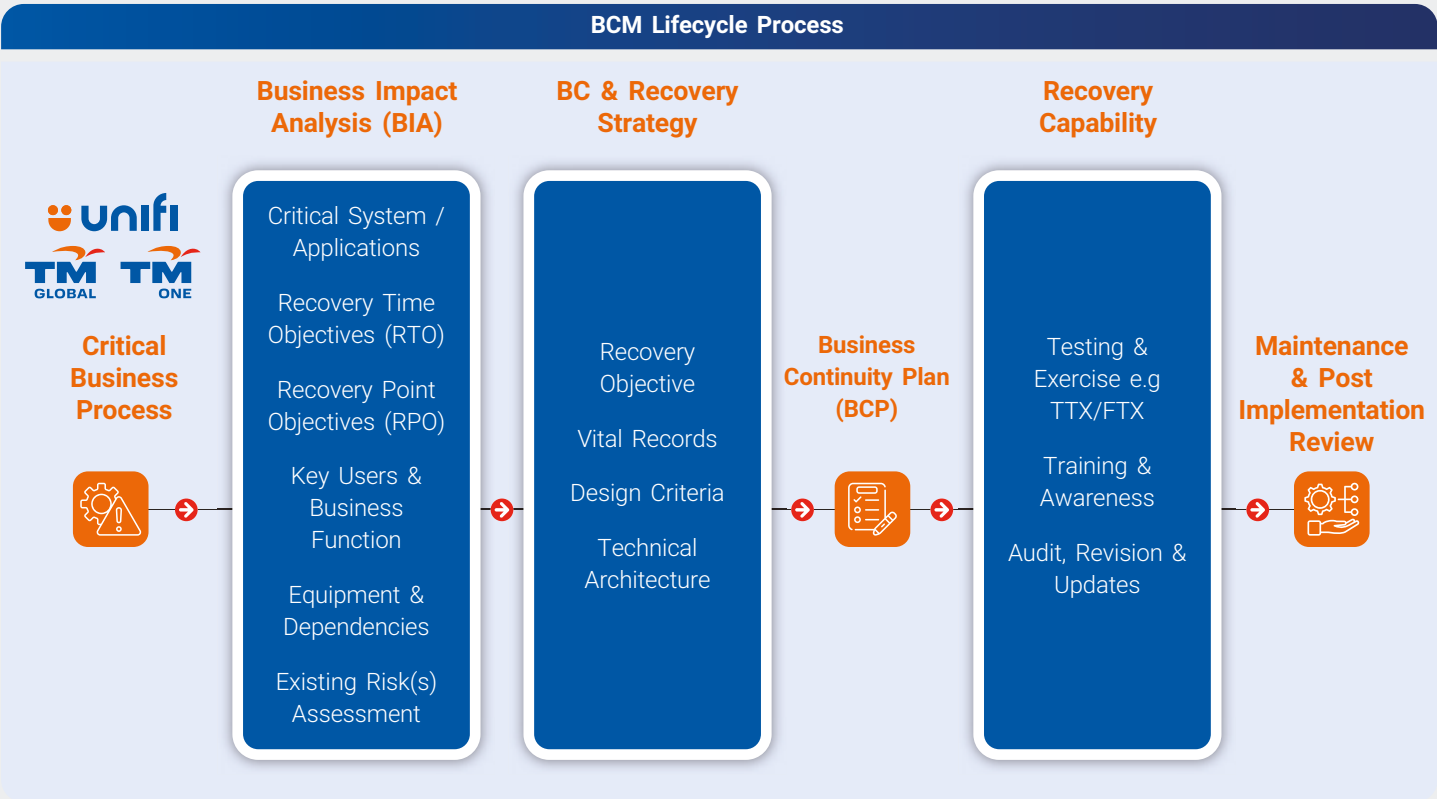 BCM Lifecycle Process
unifi
TM
GLOBAL
TM
ONE
Critical
Business
Process
Business Impact
Analysis (BIA)
Critical System /
Applications
Recovery Time
Objectives (RTO)
Recovery Point
Objectives (RPO)
Key Users &
Business
Function
Equipment &
Dependencies
Existing Risk(s)
Assessment
BC & Recovery
Strategy
Recovery
Objective
Vital Records
Design Criteria
Technical
Architecture
Business
Continuity Plan
(BCP)
Recovery
Capability
Testing &
Exercise e.g
TTX/FTX
Training &
Awareness
Audit, Revision &
Updates
Maintenance
& Post
Implementation
Review